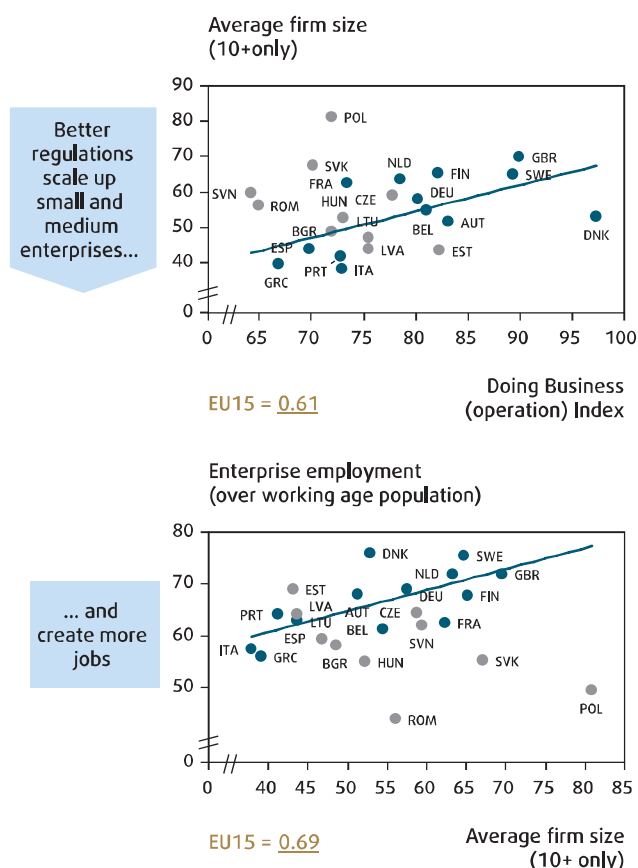 Average firm size
(10+only)
Better
regulations
scale up
small and
medium
enterprises...
90
80
70
60
50
40
0
POL
SVK
NLD
FIN
GBR
SWE
FRA
SVN
ROM
HUN
CZE
DEU
BGR
LTU
BEL
AUT
DNK
ESP
LVA
EST
GRC
PRT
ITA
0 65 70 75 80 85 90 95 100
EU15 = 0.61
Doing Business
(operation) Index
Enterprise employment
(over working age population)
... and
create more
jobs
80
70
60
50
0
DNK
SWE
NLD
GBR
EST
DEU
FIN
LVA
PRT
AUT
CZE
LTU
ESP
BEL
SVN
FRA
ITA
GRC
BGR
HUN
SVK
ROM
POL
0 40 45 50 55 60 65 70 75 80 85
EU15 = 0.69
Average firm size
(10+ only)